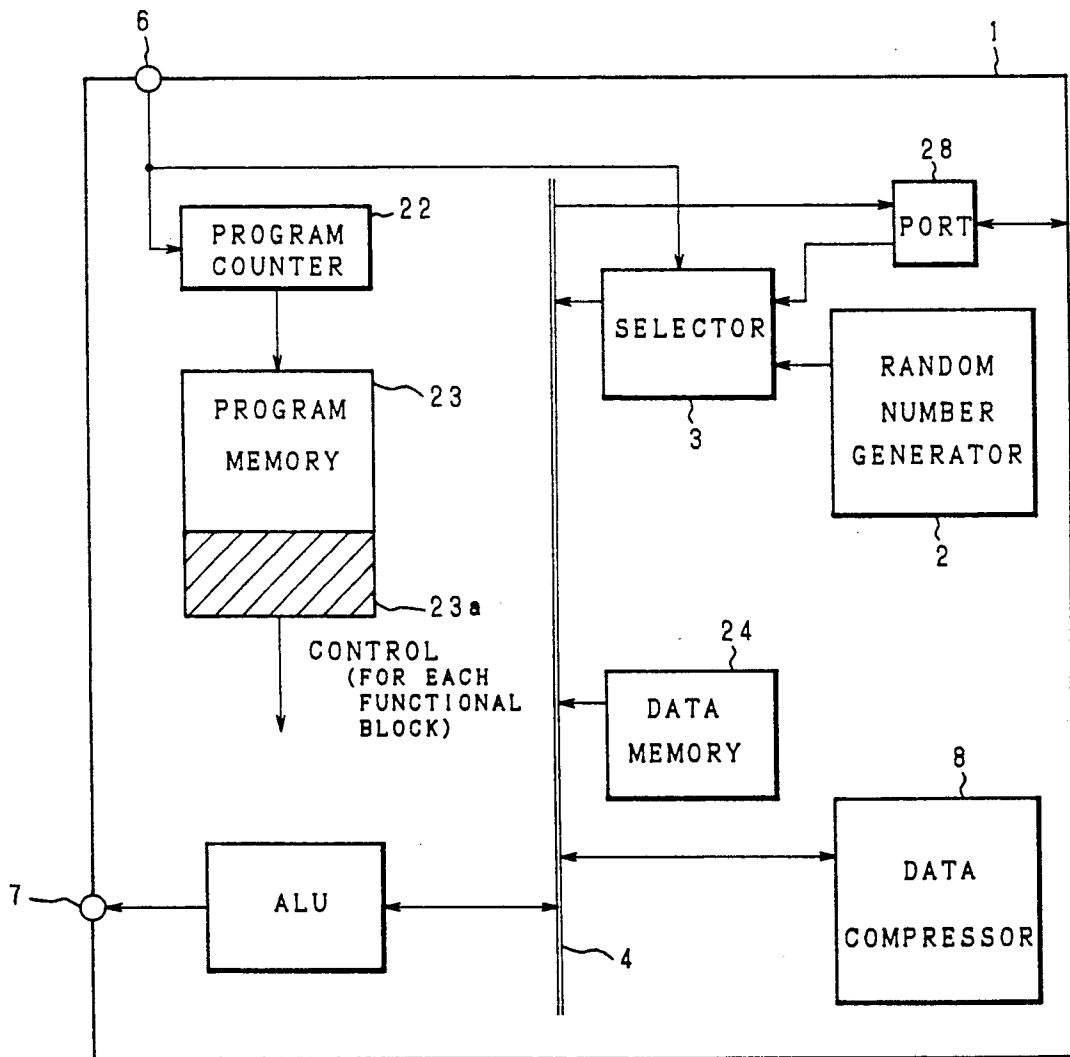 6
1
28
PORT
22
PROGRAM
COUNTER
SELECTOR
3
RANDOM
NUMBER
GENERATOR
2
23
PROGRAM
MEMORY
23a
CONTROL
(FOR EACH
FUNCTIONAL
BLOCK)
24
DATA
MEMORY
8
DATA
COMPRESSOR
7
ALU
4